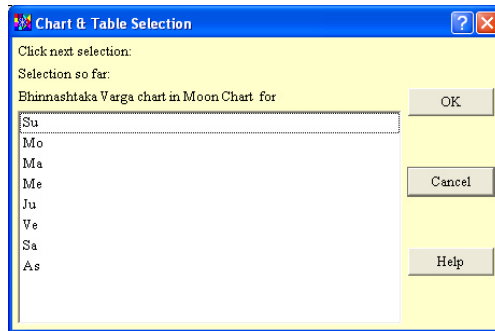 Chart & Table Selection
Click next selection:
Selection so far:
Bhinnashtaka Varga chart in Moon Chart for
OK
Su
Mo
Ma
Me
Cancel
Ju
Ve
Sa
Help
As